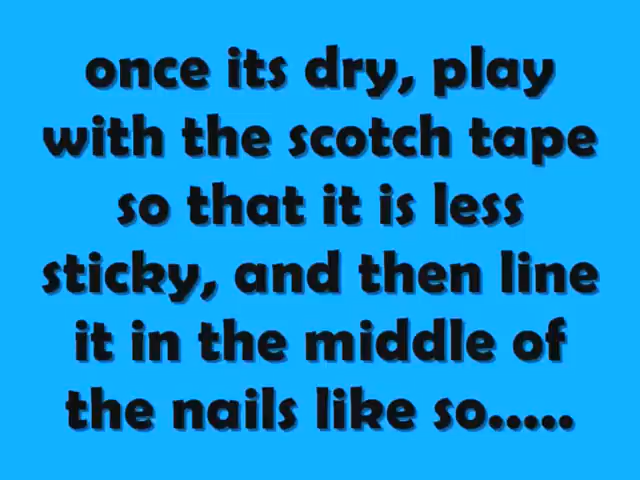 once its dry, play
with the scotch tape
so that it is less
sticky, and then line
it in the middle of
the nails like so.....